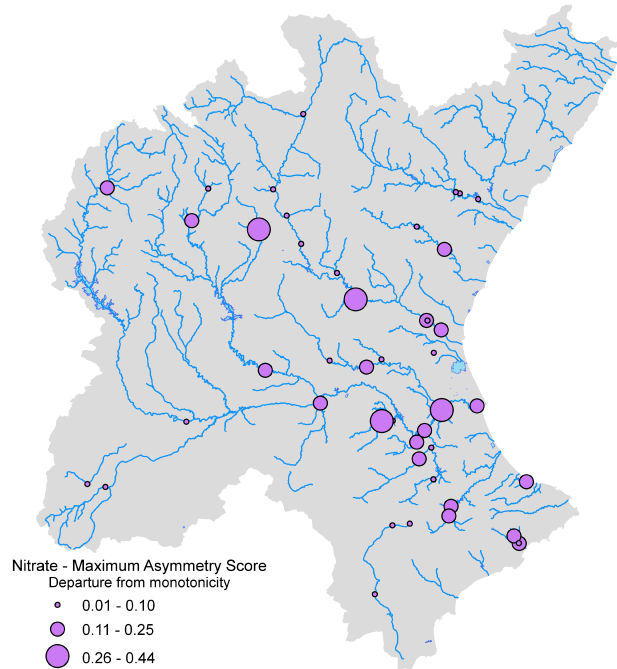 Nitrate - Maximum Asymmetry Score
Departure from monotonicity
0.01 - 0.10
0.11 - 0.25
0.26 - 0.44